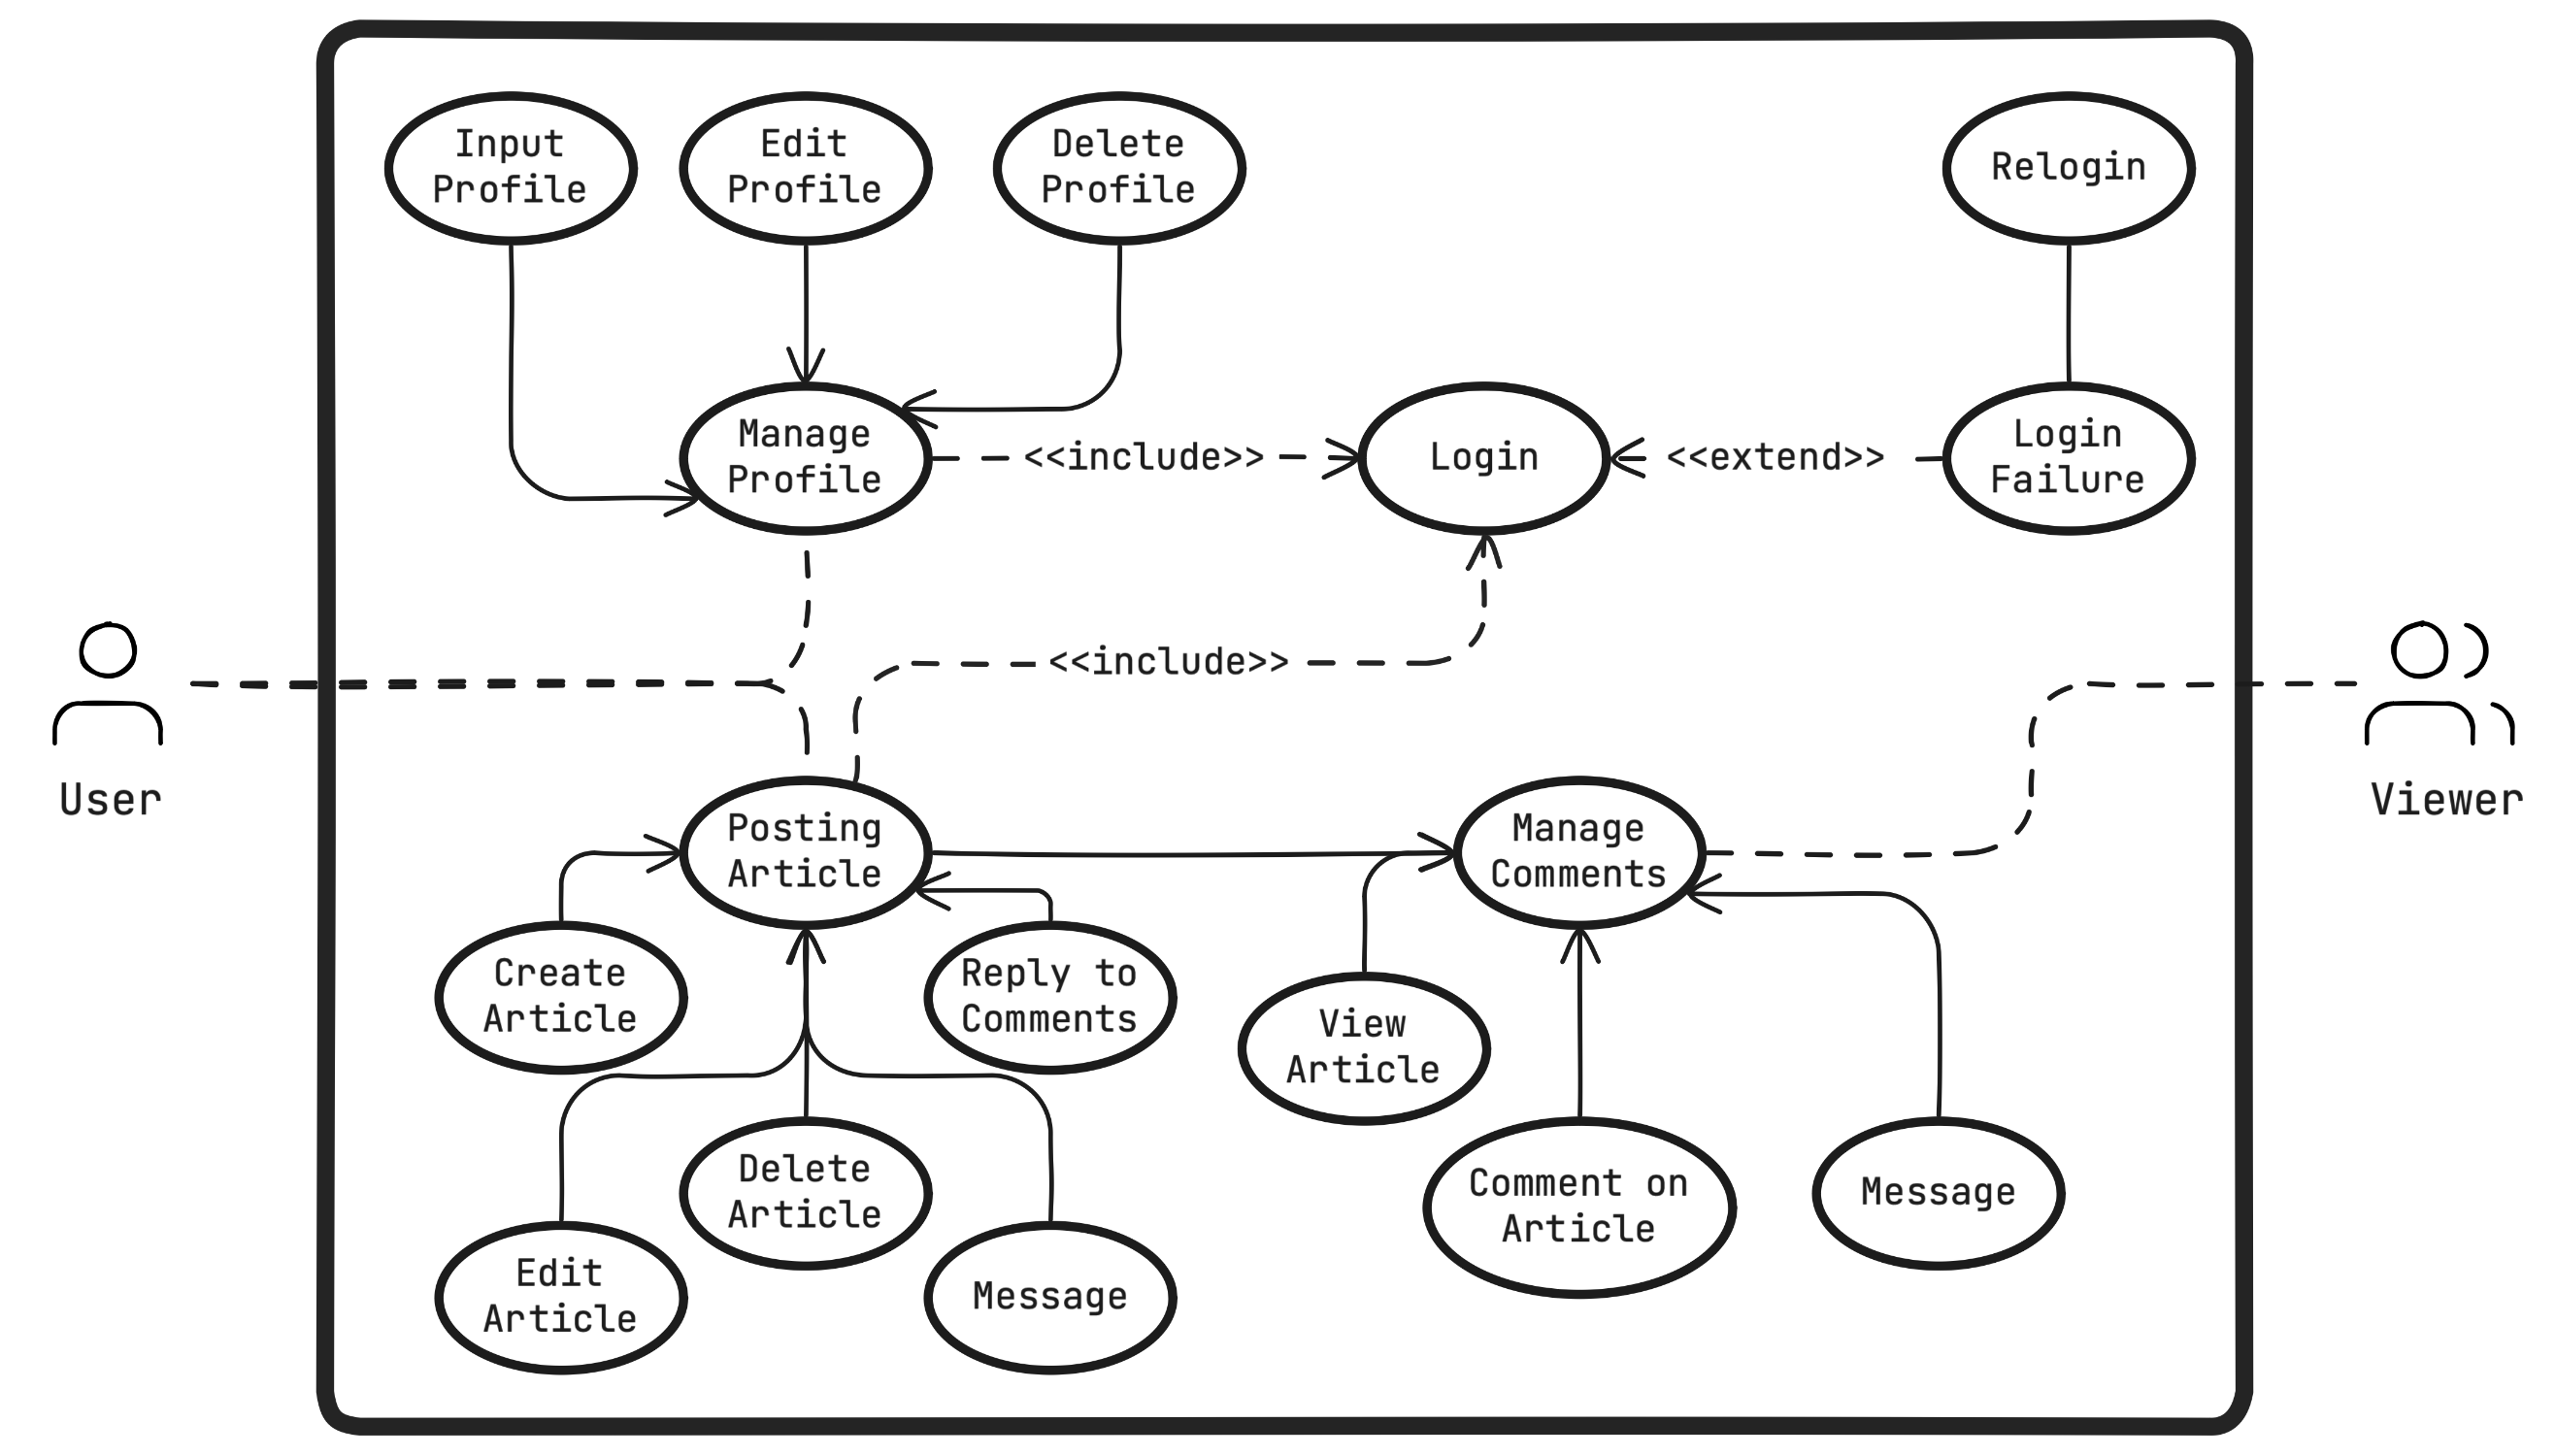 Input
Profile
Edit
Profile
Delete
Profile
Relogin
Manage
Profile
<<include>>
Login
<<extend>>
Login
Failure
<<include>>
User
Viewer
Posting
Article
Manage
Comments
Create
Article
Reply to
Comments
View
Article
Delete
Article
Comment on
Article
Message
Edit
Article
Message